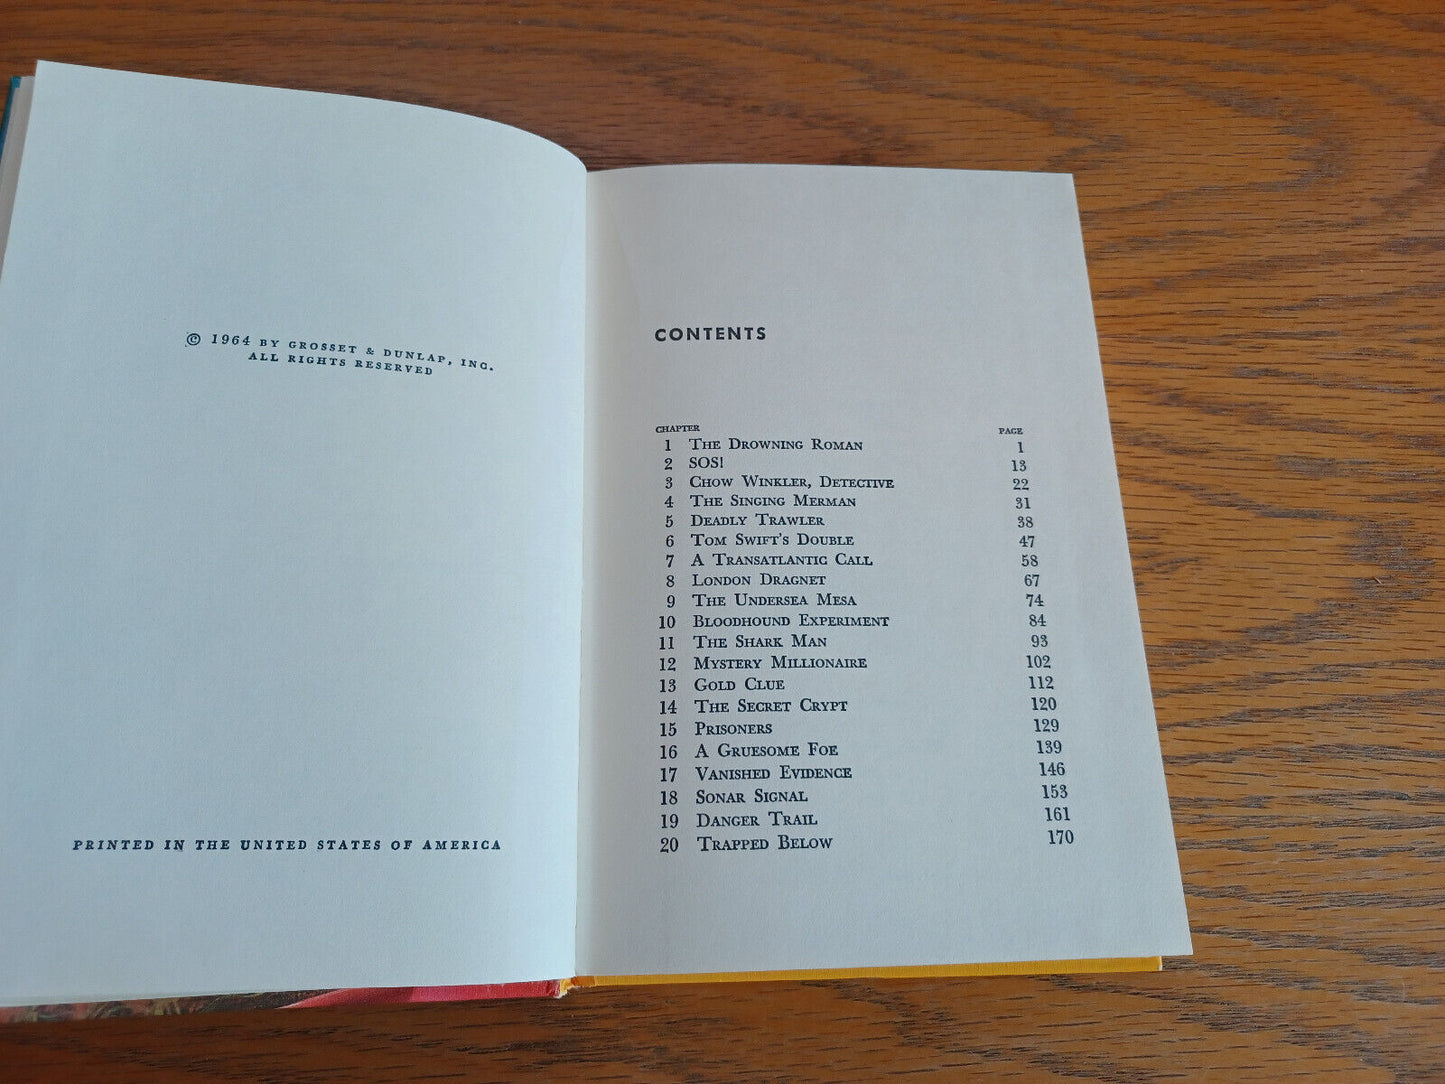 © 1964 BY GROSSET & DUNLAP, INC.
ALL RIGHTS RESERVED
PRINTED IN THE UNITED STATES OF AMERICA
CONTENTS
CHAPTER PAGE
1 THE DROWNING ROMAN 1
2 SOS! 13
3 CHOW WINKLER, DETECTIVE 22
4 THE SINGING MERMAN 31
5 DEADLY TRAWLER 38
6 TOM SWIFT'S DOUBLE 47
7 A TRANSATLANTIC CALL 58
8 LONDON DRAGNET 67
9 THE UNDERSEA MESA 74
10 BLOODHOUND EXPERIMENT 84
11 THE SHARK MAN 93
12 MYSTERY MILLIONAIRE 102
13 GOLD CLUE 112
14 THE SECRET CRYPT 120
15 PRISONERS 129
16 A GRUESOME FOE 139
17 VANISHED EVIDENCE 146
18 SONAR SIGNAL 153
19 DANGER TRAIL 161
20 TRAPPED BELOW 170